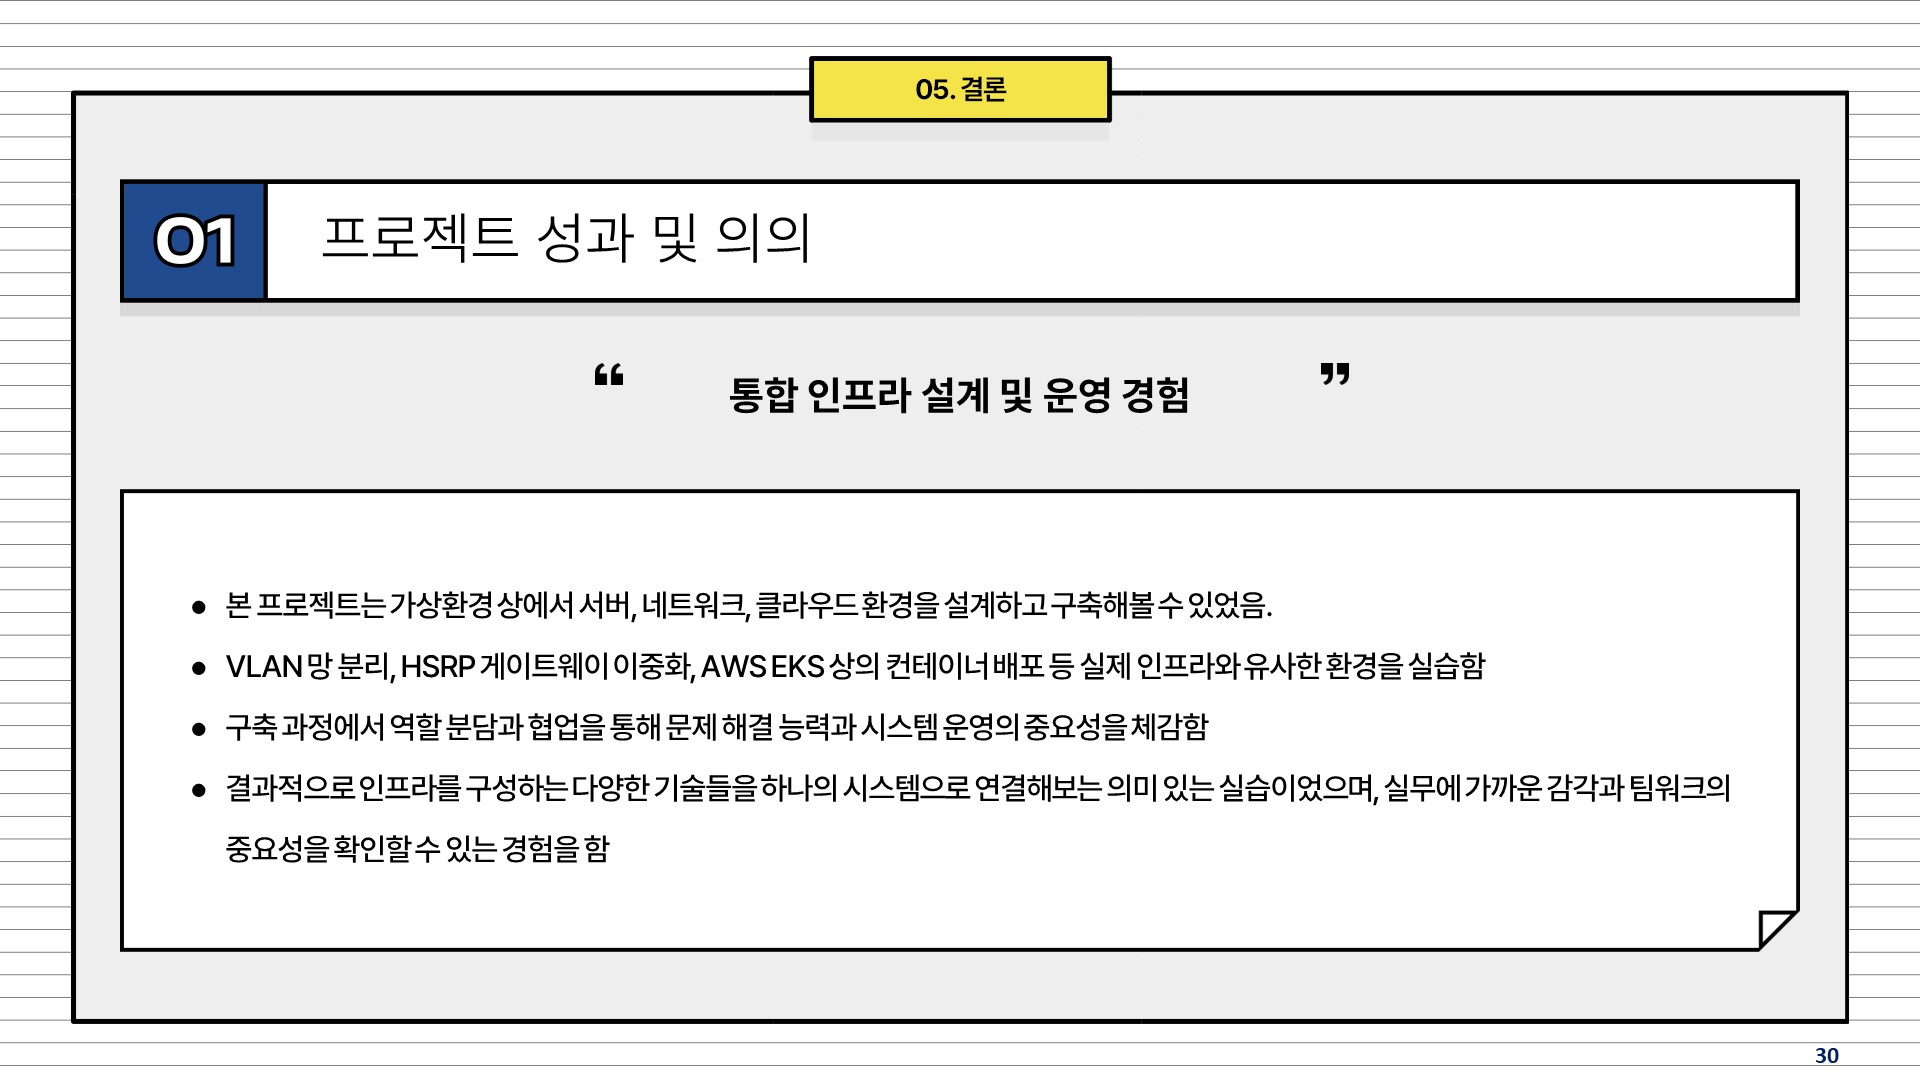 05. 결론
01
프로젝트 성과 및 의의
“ 통합 인프라 설계 및 운영 경험 ”
● 본 프로젝트는 가상환경 상에서 서버, 네트워크, 클라우드 환경을 설계하고 구축해볼 수 있었음.
● VLAN 망 분리, HSRP 게이트웨이 이중화, AWS EKS 상의 컨테이너 배포 등 실제 인프라와 유사한 환경을 실습함
● 구축 과정에서 역할 분담과 협업을 통해 문제 해결 능력과 시스템 운영의 중요성을 체감함
● 결과적으로 인프라를 구성하는 다양한 기술들을 하나의 시스템으로 연결해보는 의미 있는 실습이었으며, 실무에 가까운 감각과 팀워크의
중요성을 확인할 수 있는 경험을 함
30